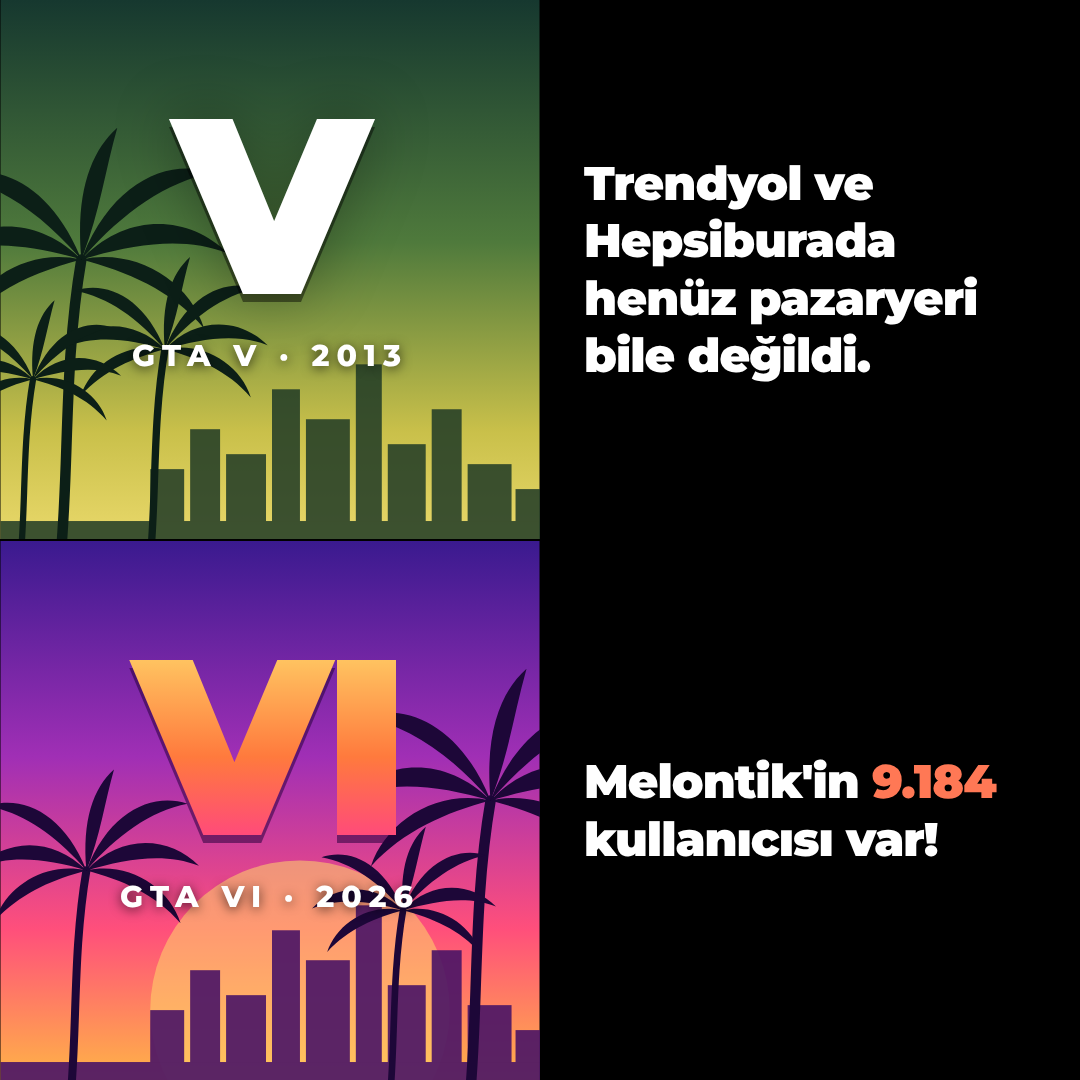 V
GTA V • 2013
Trendyol ve
Hepsiburada
henüz pazaryeri
bile değildi.
VI
GTA VI • 2026
Melontik'in 9.184
kullanıcısı var!